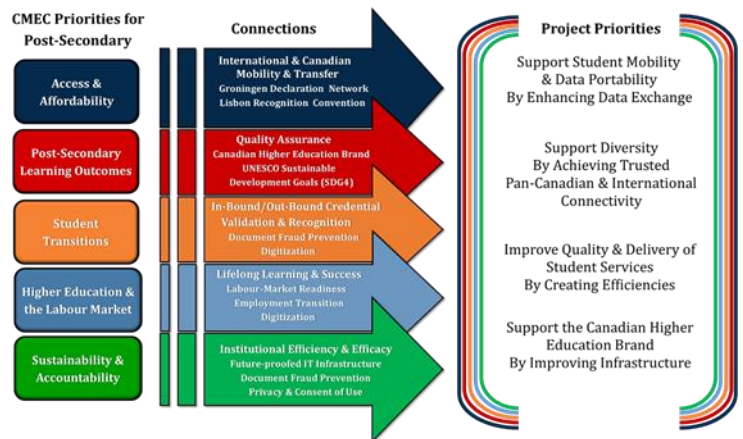 CMEC Priorities for
Post-Secondary
Access &
Affordability
Post-Secondary
Learning Outcomes
Student
Transitions
Higher Education &
the Labour Market
Sustainability &
Accountability
Connections
International & Canadian
Mobility & Transfer
Groningen Declaration Network
Lisbon Recognition Convention
Quality Assurance
Canadian Higher Education Brand
UNESCO Sustainable
Development Goals (SDG4)
In-Bound/Out-Bound Credential
Validation & Recognition
Document Fraud Prevention
Digitization
Lifelong Learning & Success
Labour-Market Readiness
Employment Transition
Digitization
Institutional Efficiency & Efficacy
Future-proofed IT Infrastructure
Document Fraud Prevention
Privacy & Consent of Use
Project Priorities
Support Student Mobility
& Data Portability
By Enhancing Data Exchange
Support Diversity
By Achieving Trusted
Pan-Canadian & International
Connectivity
Improve Quality & Delivery of
Student Services
By Creating Efficiencies
Support the Canadian Higher
Education Brand
By Improving Infrastructure